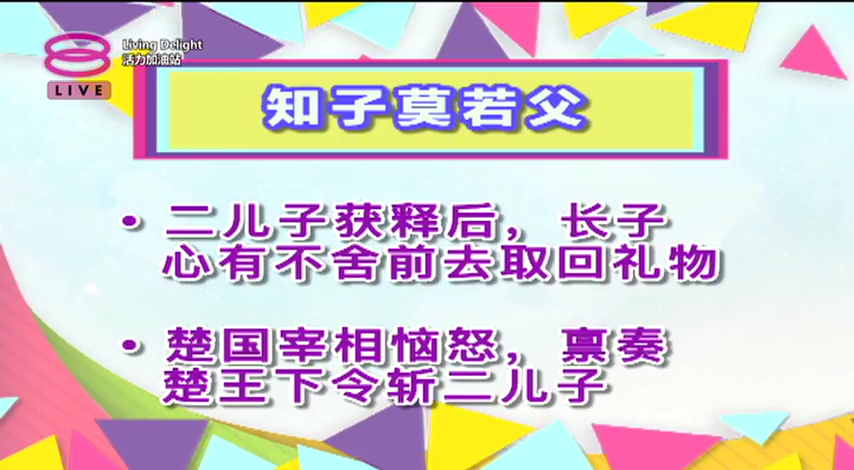 Living Delight
活力加油站
LIVE
知子莫若父
• 二儿子获释后，长子
心有不舍前去取回礼物
• 楚国宰相恼怒，禀奏
楚王下令斩二儿子